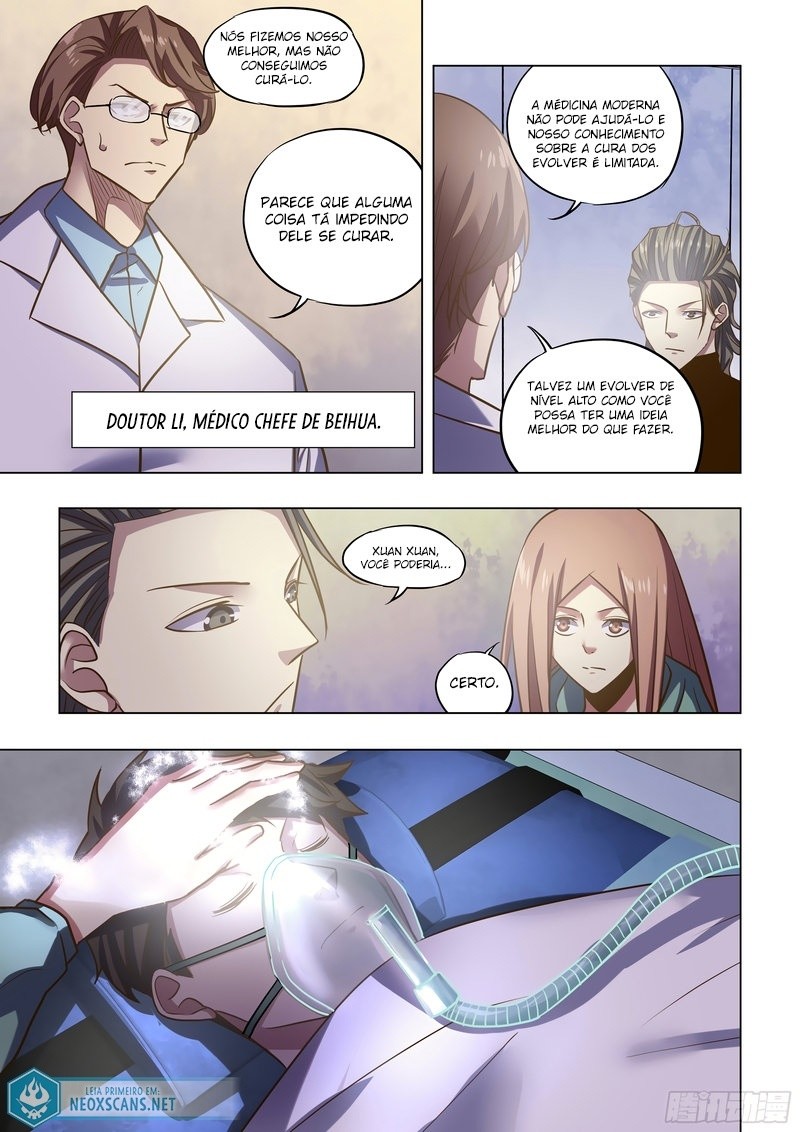 NÓS FIZEMOS NOSSO
MELHOR, MAS NÃO
CONSEGUIMOS
CURÁ-LO.
PARECE QUE ALGUMA
COISA TÁ IMPEDINDO
DELE SE CURAR.
DOUTOR LI, MÉDICO CHEFE DE BEIHUA.
A MÉDICINA MODERNA
NÃO PODE AJUDÁ-LO E
NOSSO CONHECIMENTO
SOBRE A CURA DOS
EVOLVER É LIMITADA.
TALVEZ UM EVOLVER DE
NÍVEL ALTO COMO VOCÊ
POSSA TER UMA IDEIA
MELHOR DO QUE FAZER.
XUAN XUAN,
VOCÊ PODERIA...
CERTO.
LEIA PRIMEIRO EM:
NEOXSCANS.NET
腾讯动漫